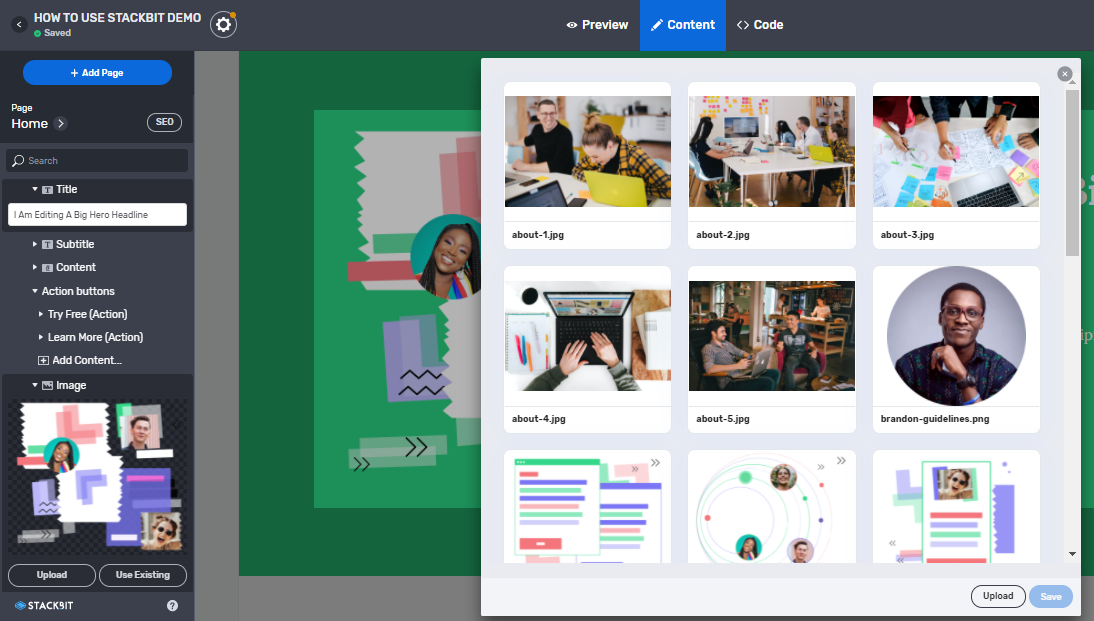 HOW TO USE STACKBIT DEMO
Saved
Preview
Content
Code
+ Add Page
Page
Home
SEO
Search
Title
I Am Editing A Big Hero Headline
Subtitle
Content
Action buttons
Try Free (Action)
Learn More (Action)
Add Content...
Image
Upload
Use Existing
STACKBIT
about-1.jpg
about-2.jpg
about-3.jpg
about-4.jpg
about-5.jpg
brandon-guidelines.png
Upload
Save